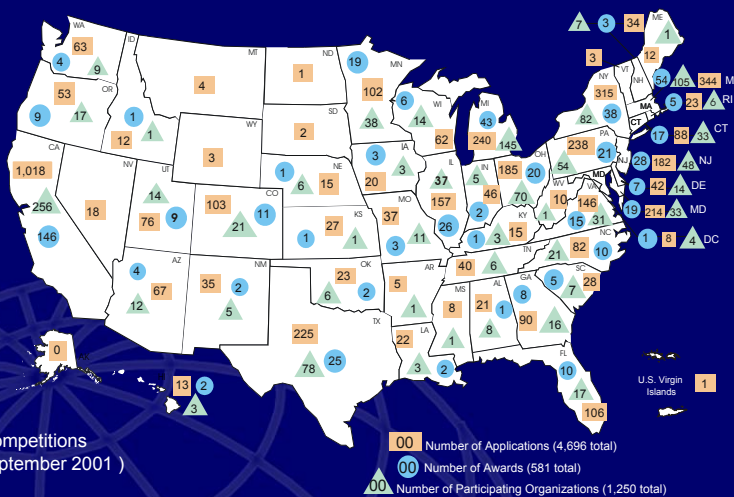 WA
63
4
9
OR
53
9
17
ID
1
12
1
MT
4
ND
1
SD
2
WY
3
MN
19
102
38
WI
6
14
62
MI
43
240
145
ME
1
12
7
3
34
3
VT
NH
NY
315
82
38
54
105
344
M
MA
5
23
6
RI
CT
17
88
33
CT
PA
238
21
54
NJ
28
182
48
NJ
7
42
14
DE
MD
19
214
33
MD
1
8
4
DC
CA
1,018
256
146
NV
18
UT
14
76
9
CO
103
21
11
NE
1
6
15
IA
3
3
20
IL
37
157
26
IN
5
46
2
OH
185
20
70
WV
10
1
VA
146
15
31
KS
27
1
1
MO
37
3
11
KY
15
1
3
TN
40
6
NC
82
21
10
SC
5
7
28
AZ
4
67
12
NM
35
2
5
OK
23
6
2
AR
5
1
MS
8
1
AL
21
1
8
GA
8
90
16
TX
225
78
25
LA
22
3
2
FL
10
17
106
0
13
2
3
U.S. Virgin
Islands
1
ompetitions
ptember 2001 )
00 Number of Applications (4,696 total)
00 Number of Awards (581 total)
00 Number of Participating Organizations (1,250 total)